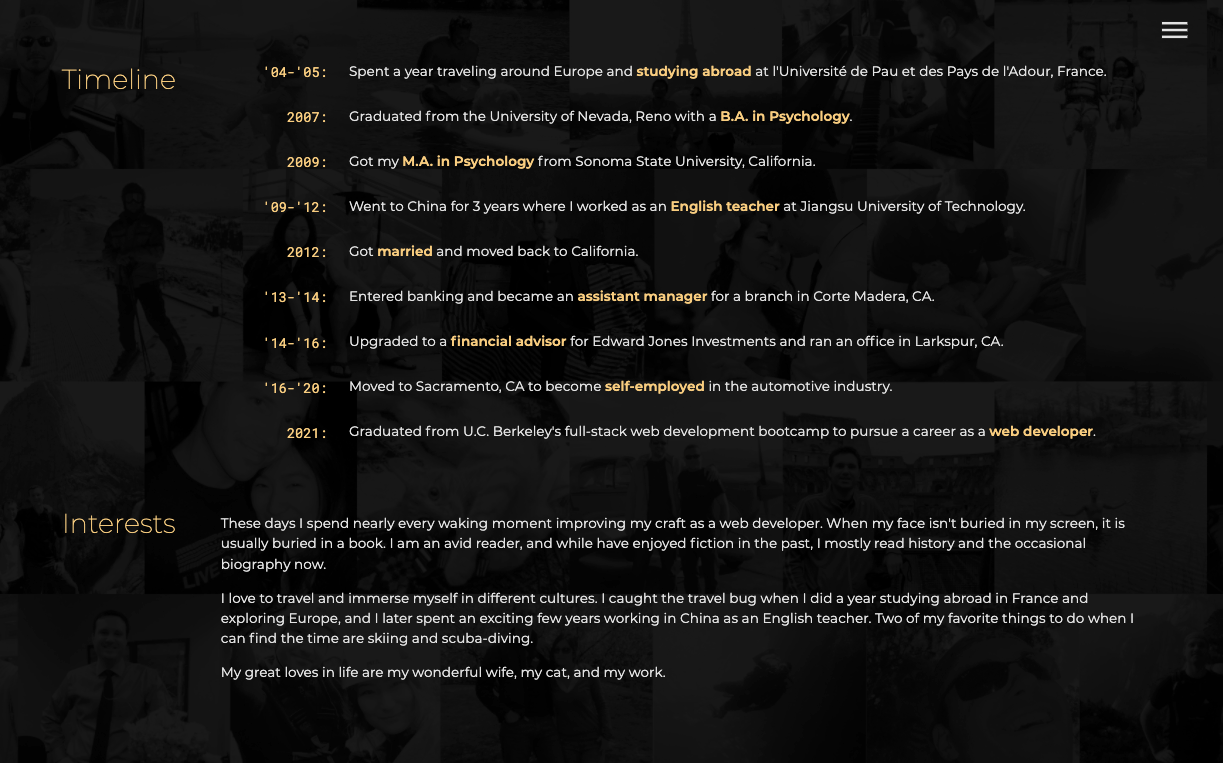 Timeline
'04-'05: Spent a year traveling around Europe and studying abroad at l'Université de Pau et des Pays de l'Adour, France.
2007: Graduated from the University of Nevada, Reno with a B.A. in Psychology.
2009: Got my M.A. in Psychology from Sonoma State University, California.
'09-'12: Went to China for 3 years where I worked as an English teacher at Jiangsu University of Technology.
2012: Got married and moved back to California.
'13-'14: Entered banking and became an assistant manager for a branch in Corte Madera, CA.
'14-'16: Upgraded to a financial advisor for Edward Jones Investments and ran an office in Larkspur, CA.
'16-'20: Moved to Sacramento, CA to become self-employed in the automotive industry.
2021: Graduated from U.C. Berkeley's full-stack web development bootcamp to pursue a career as a web developer.
Interests
These days I spend nearly every waking moment improving my craft as a web developer. When my face isn't buried in my screen, it is
usually buried in a book. I am an avid reader, and while have enjoyed fiction in the past, I mostly read history and the occasional
biography now.
I love to travel and immerse myself in different cultures. I caught the travel bug when I did a year studying abroad in France and
exploring Europe, and I later spent an exciting few years working in China as an English teacher. Two of my favorite things to do when I
can find the time are skiing and scuba-diving.
My great loves in life are my wonderful wife, my cat, and my work.
LIVE